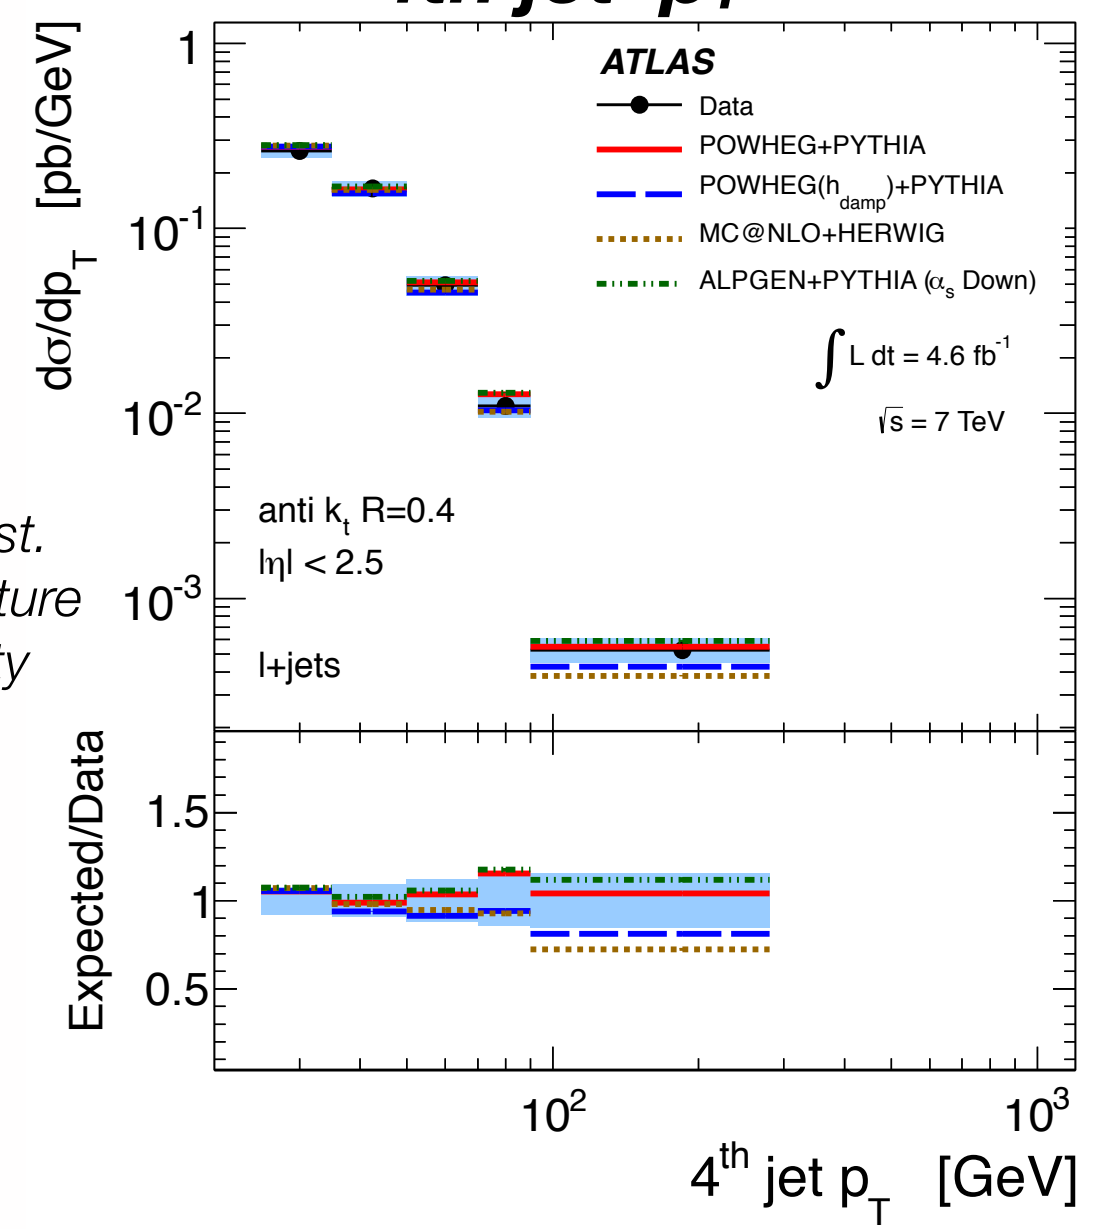 4th jet p
dσ/dp_T [pb/GeV]
1
10^-1
10^-2
10^-3
ATLAS
Data
POWHEG+PYTHIA
POWHEG(h_damp)+PYTHIA
MC@NLO+HERWIG
ALPGEN+PYTHIA (α_s Down)
∫ L dt = 4.6 fb^-1
√s = 7 TeV
anti k_t R=0.4
|η| < 2.5
l+jets
st.
ture
ty
Expected/Data
1.5
1
0.5
10^2
10^3
4^th jet p_T [GeV]